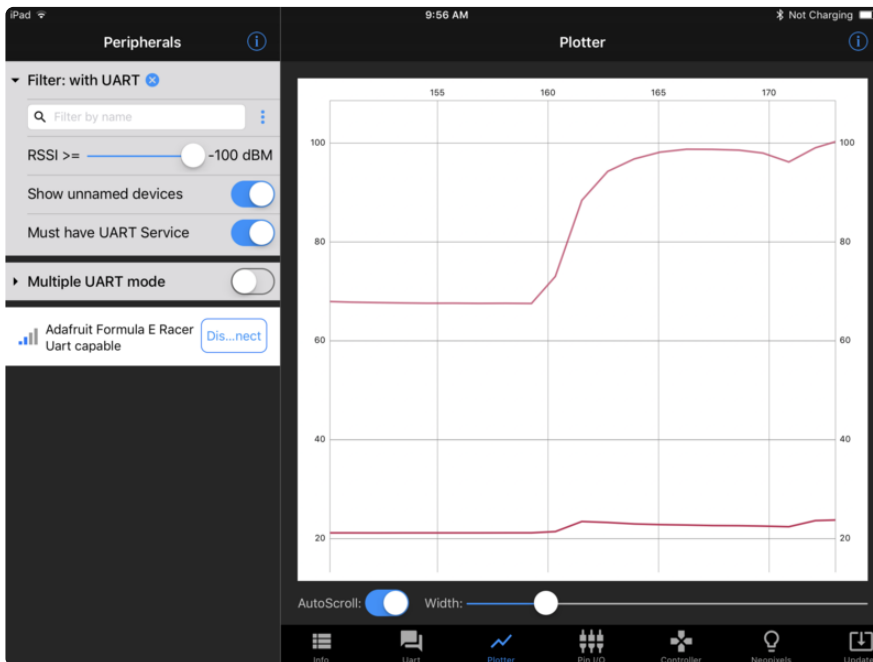 iPad 9:56 AM Not Charging
Peripherals
Plotter
Filter: with UART
Filter by name
RSSI >= -100 dBM
Show unnamed devices
Must have UART Service
Multiple UART mode
Adafruit Formula E Racer
Uart capable
Dis...nect
155 160 165 170
100 100
80 80
60 60
40 40
20 20
AutoScroll: Width:
Info Uart Plotter Pin I/O Controller Neopixels Update